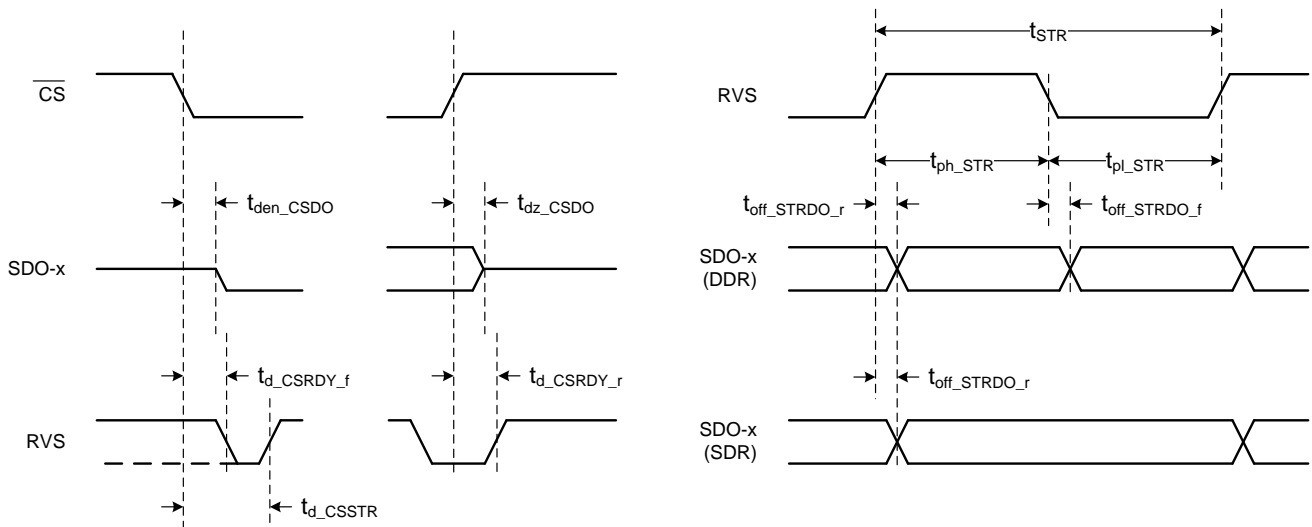 CS
t_den_CSDO
t_dz_CSDO
SDO-x
t_d_CSRDY_f
t_d_CSRDY_r
RVS
t_d_CSSTR
t_STR
RVS
t_ph_STR
t_pl_STR
t_off_STRDO_r
t_off_STRDO_f
SDO-x
(DDR)
t_off_STRDO_r
SDO-x
(SDR)